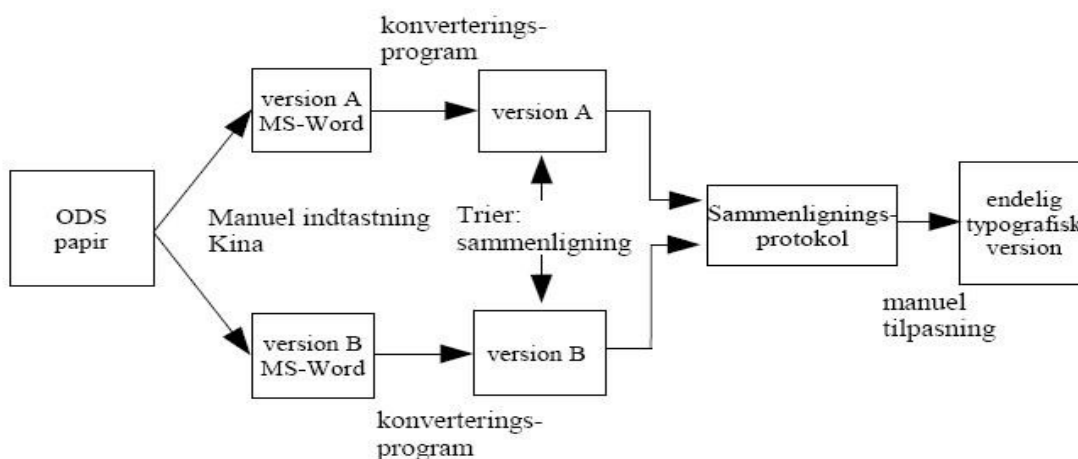 konverterings-
program
version A
MS-Word
version A
ODS
papir
Manuel indtastning
Kina
Trier:
sammenligning
Sammenlignings-
protokol
endelig
typografisk
version
manuel
tilpasning
version B
MS-Word
version B
konverterings-
program